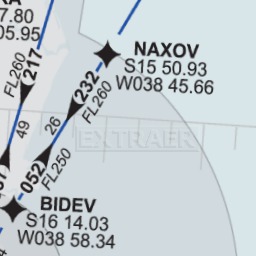 7.80
05.95
NAXOV
S15 50.93
W038 45.66
217
FL260
49
232
FL260
26
EXTRAER
052
FL250
BIDEV
S16 14.03
W038 58.34